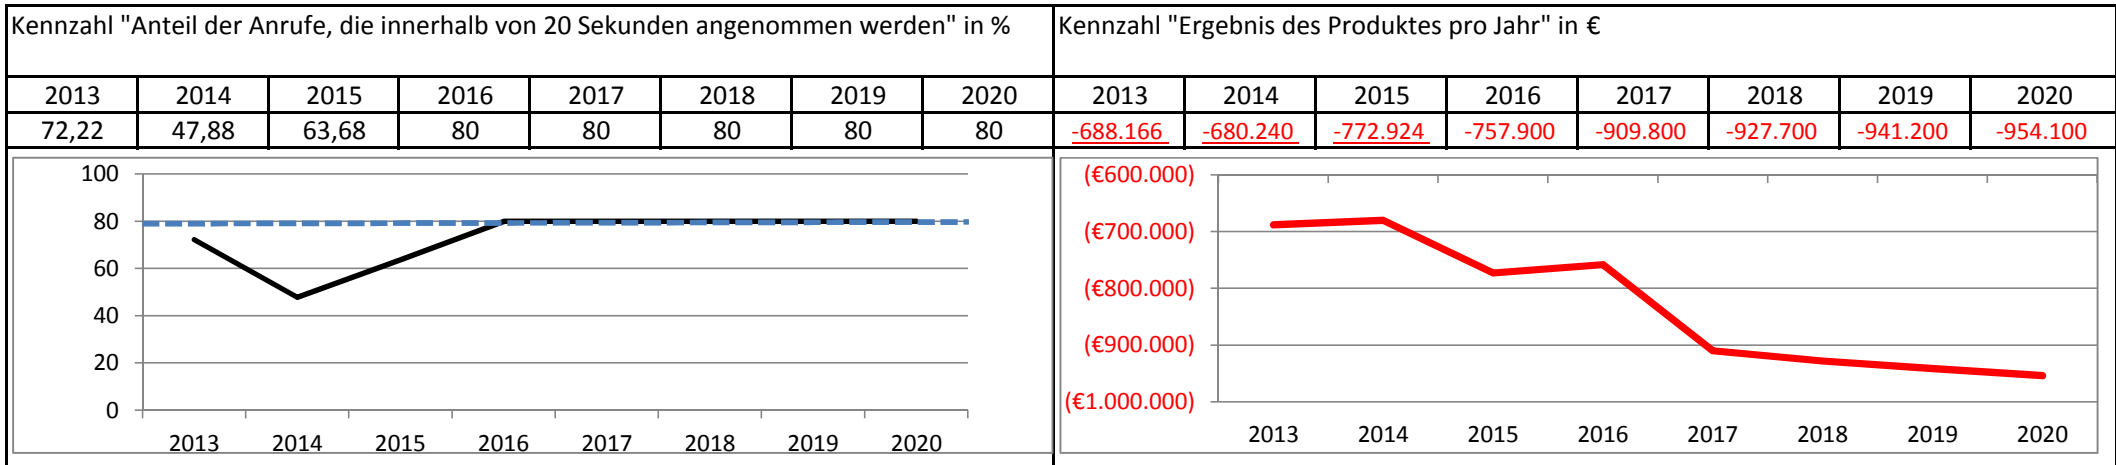 Kennzahl "Anteil der Anrufe, die innerhalb von 20 Sekunden angenommen werden" in %
2013 2014 2015 2016 2017 2018 2019 2020
72,22 47,88 63,68 80 80 80 80 80
100
80
60
40
20
0
2013 2014 2015 2016 2017 2018 2019 2020
Kennzahl "Ergebnis des Produktes pro Jahr" in €
2013 2014 2015 2016 2017 2018 2019 2020
-688.166 -680.240 -772.924 -757.900 -909.800 -927.700 -941.200 -954.100
(€600.000)
(€700.000)
(€800.000)
(€900.000)
(€1.000.000)
2013 2014 2015 2016 2017 2018 2019 2020